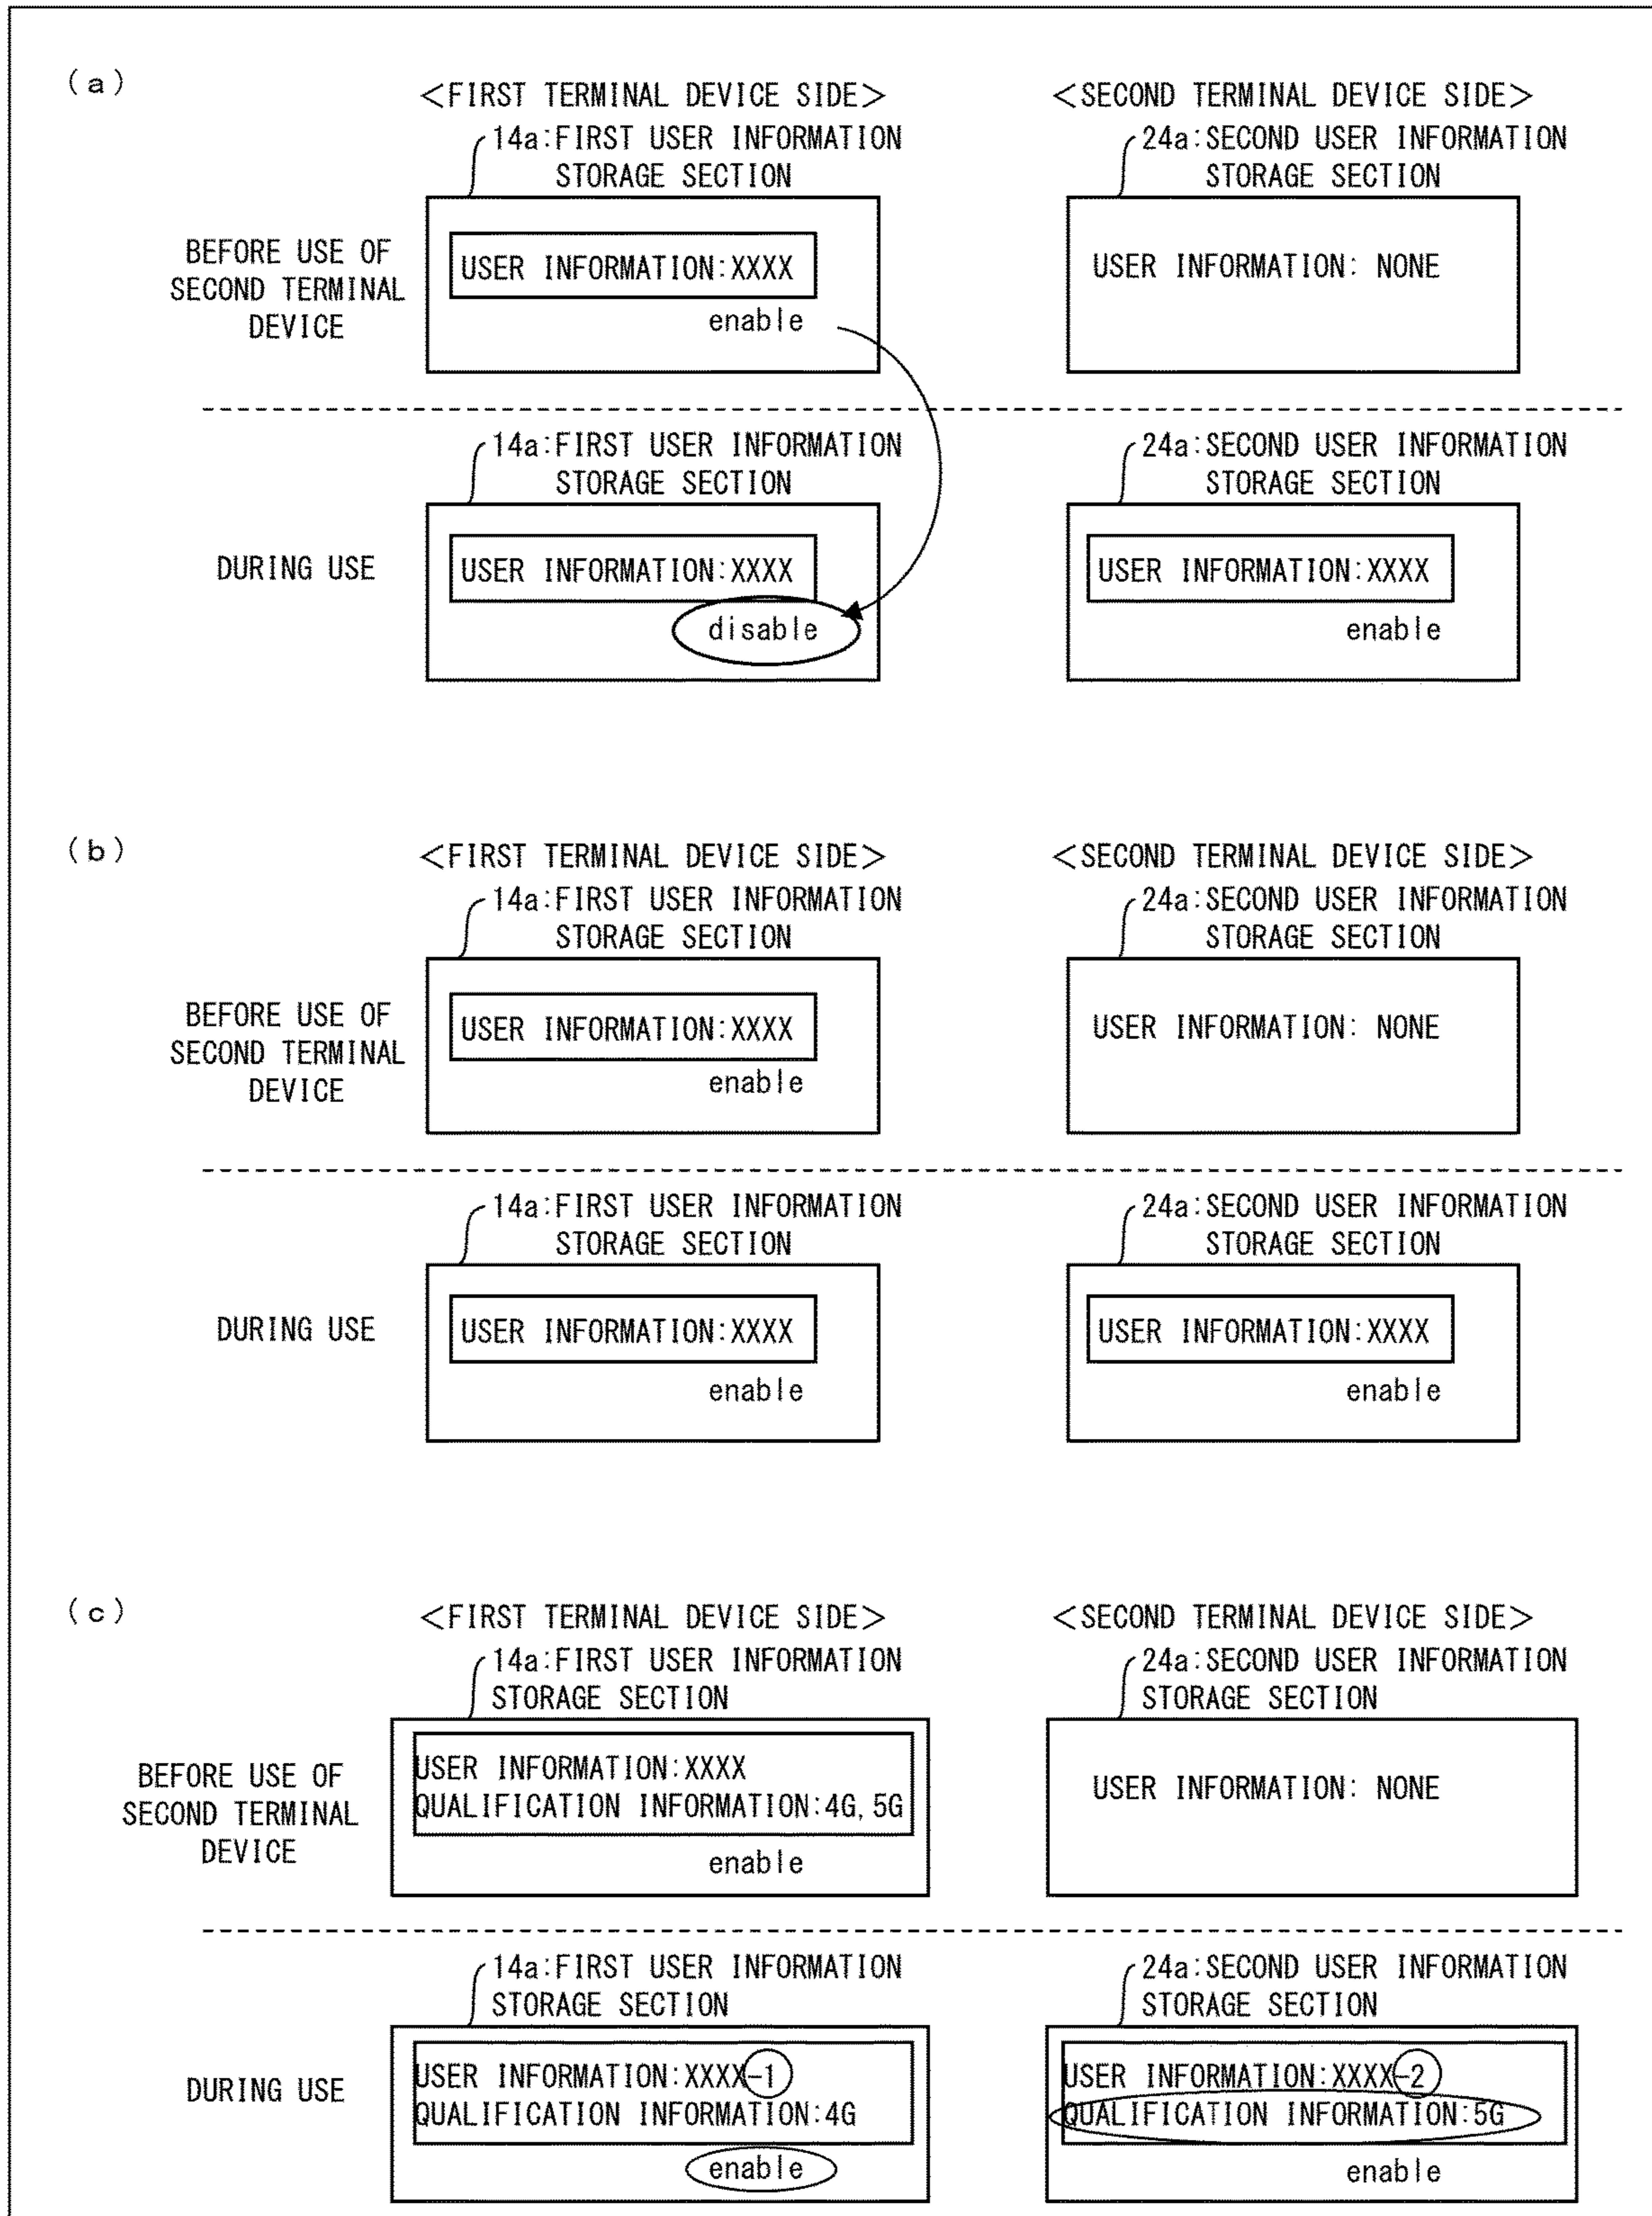 (a)
<FIRST TERMINAL DEVICE SIDE>
<SECOND TERMINAL DEVICE SIDE>
14a:FIRST USER INFORMATION
STORAGE SECTION
24a:SECOND USER INFORMATION
STORAGE SECTION
BEFORE USE OF
SECOND TERMINAL
DEVICE
USER INFORMATION:XXXX
enable
USER INFORMATION: NONE
14a:FIRST USER INFORMATION
STORAGE SECTION
24a:SECOND USER INFORMATION
STORAGE SECTION
DURING USE
USER INFORMATION:XXXX
disable
USER INFORMATION:XXXX
enable
(b)
<FIRST TERMINAL DEVICE SIDE>
<SECOND TERMINAL DEVICE SIDE>
14a:FIRST USER INFORMATION
STORAGE SECTION
24a:SECOND USER INFORMATION
STORAGE SECTION
BEFORE USE OF
SECOND TERMINAL
DEVICE
USER INFORMATION:XXXX
enable
USER INFORMATION: NONE
14a:FIRST USER INFORMATION
STORAGE SECTION
24a:SECOND USER INFORMATION
STORAGE SECTION
DURING USE
USER INFORMATION:XXXX
enable
USER INFORMATION:XXXX
enable
(c)
<FIRST TERMINAL DEVICE SIDE>
<SECOND TERMINAL DEVICE SIDE>
14a:FIRST USER INFORMATION
STORAGE SECTION
24a:SECOND USER INFORMATION
STORAGE SECTION
BEFORE USE OF
SECOND TERMINAL
DEVICE
USER INFORMATION:XXXX
QUALIFICATION INFORMATION:4G, 5G
enable
USER INFORMATION: NONE
14a:FIRST USER INFORMATION
STORAGE SECTION
24a:SECOND USER INFORMATION
STORAGE SECTION
DURING USE
USER INFORMATION:XXXX-1
QUALIFICATION INFORMATION:4G
enable
USER INFORMATION:XXXX-2
QUALIFICATION INFORMATION:5G
enable